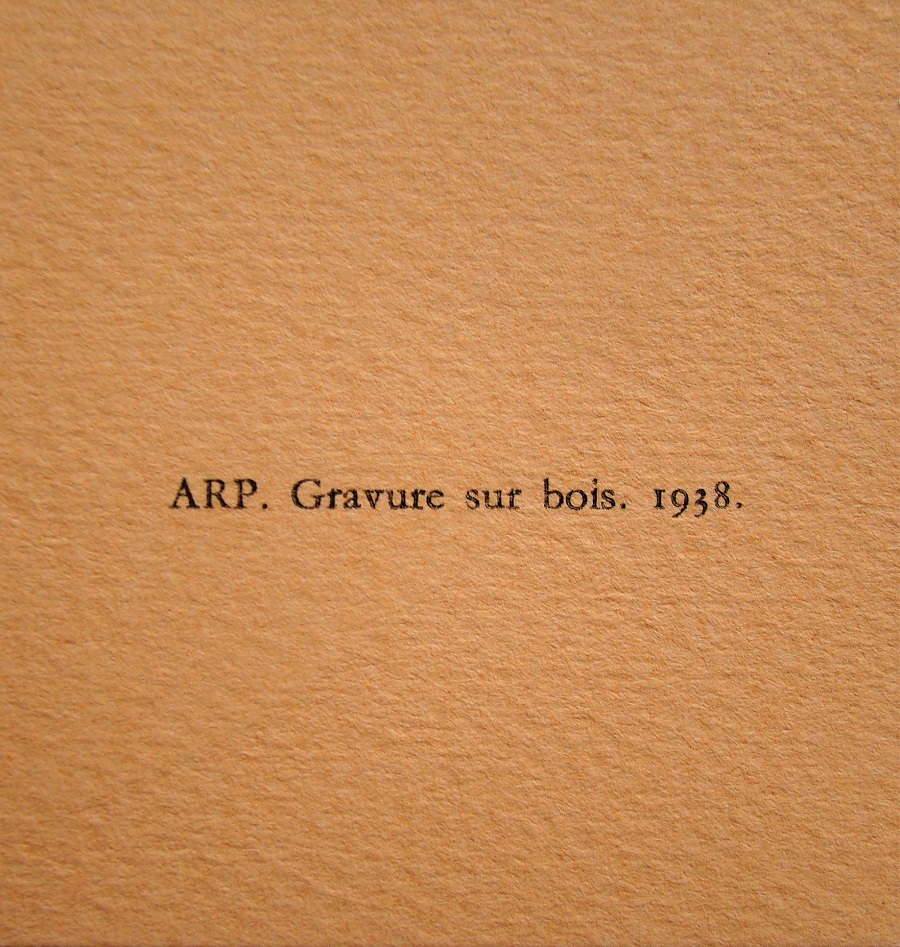 ARP. Gravure sur bois. 1938.